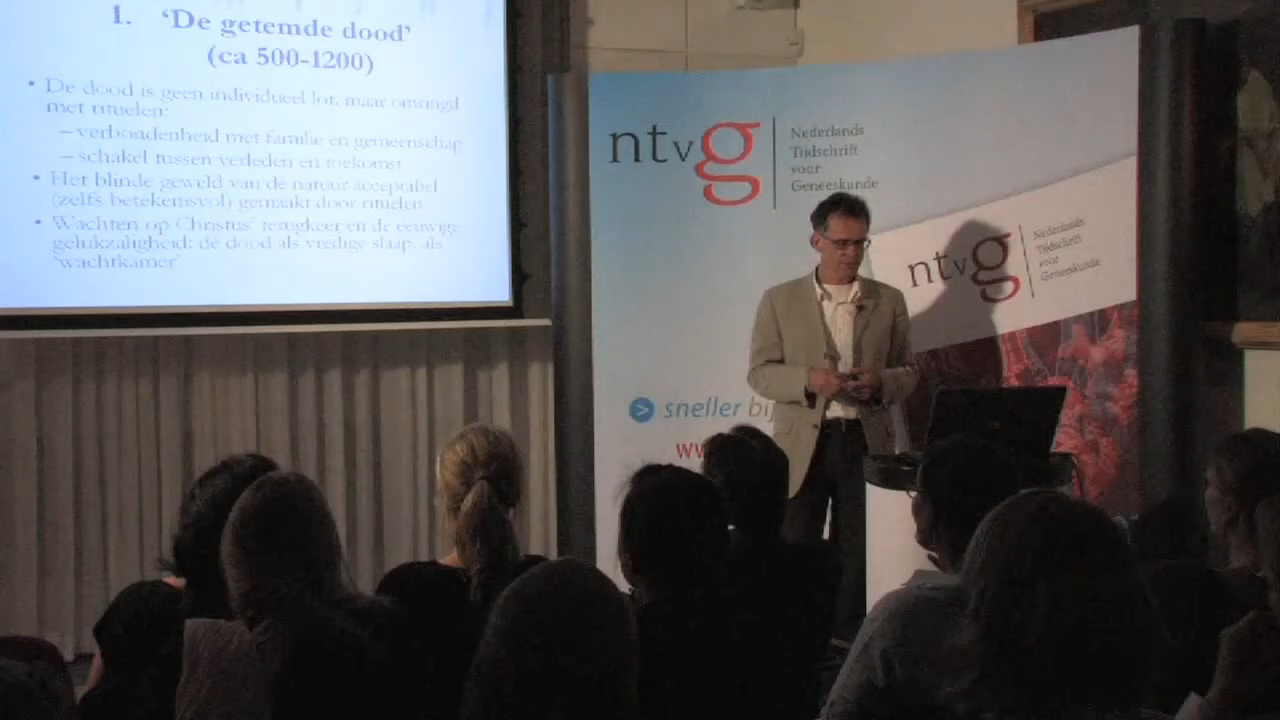 1. 'De getemde dood'
(ca 500-1200)
• De dood is geen individueel lot, maar omringd
met rituelen:
– verbondenheid met familie en gemeenschap
– schakel tussen verleden en toekomst
• Het blinde geweld van de natuur acceptabel
(zelfs betekenisvol) gemaakt door rituelen
• Wachten op Christus' terugkeer en de eeuwige
gelukzaligheid: de dood als vredige slaap, als
'wachtkamer'
ntvg
Nederlands
Tijdschrift
voor
Geneeskunde
ntvg
Nederlands
Tijdschrift
voor
Geneeskunde
> sneller bij
ww